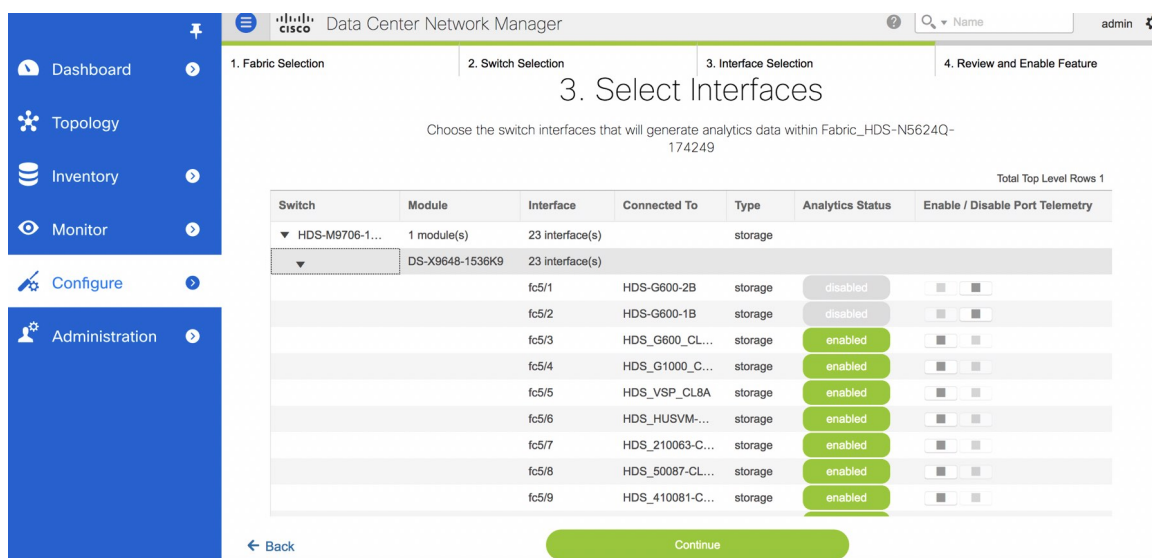 cisco Data Center Network Manager Name admin
Dashboard
Topology
Inventory
Monitor
Configure
Administration
1. Fabric Selection 2. Switch Selection 3. Interface Selection 4. Review and Enable Feature
3. Select Interfaces
Choose the switch interfaces that will generate analytics data within Fabric_HDS-N5624Q-
174249
Total Top Level Rows 1
Switch Module Interface Connected To Type Analytics Status Enable / Disable Port Telemetry
HDS-M9706-1... 1 module(s) 23 interface(s) storage
DS-X9648-1536K9 23 interface(s)
fc5/1 HDS-G600-2B storage disabled
fc5/2 HDS-G600-1B storage disabled
fc5/3 HDS_G600_CL... storage enabled
fc5/4 HDS_G1000_C... storage enabled
fc5/5 HDS_VSP_CL8A storage enabled
fc5/6 HDS_HUSVM-... storage enabled
fc5/7 HDS_210063-C... storage enabled
fc5/8 HDS_50087-CL... storage enabled
fc5/9 HDS_410081-C... storage enabled
Back Continue